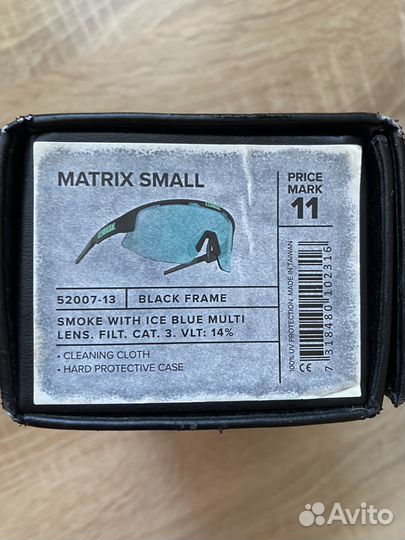 MATRIX SMALL
PRICE
MARK
11
52007-13
BLACK FRAME
SMOKE WITH ICE BLUE MULTI
LENS. FILT. CAT. 3. VLT: 14%
• CLEANING CLOTH
• HARD PROTECTIVE CASE
100% UV PROTECTION. MADE IN TAIWAN
CE
7 318480 102316
Avito